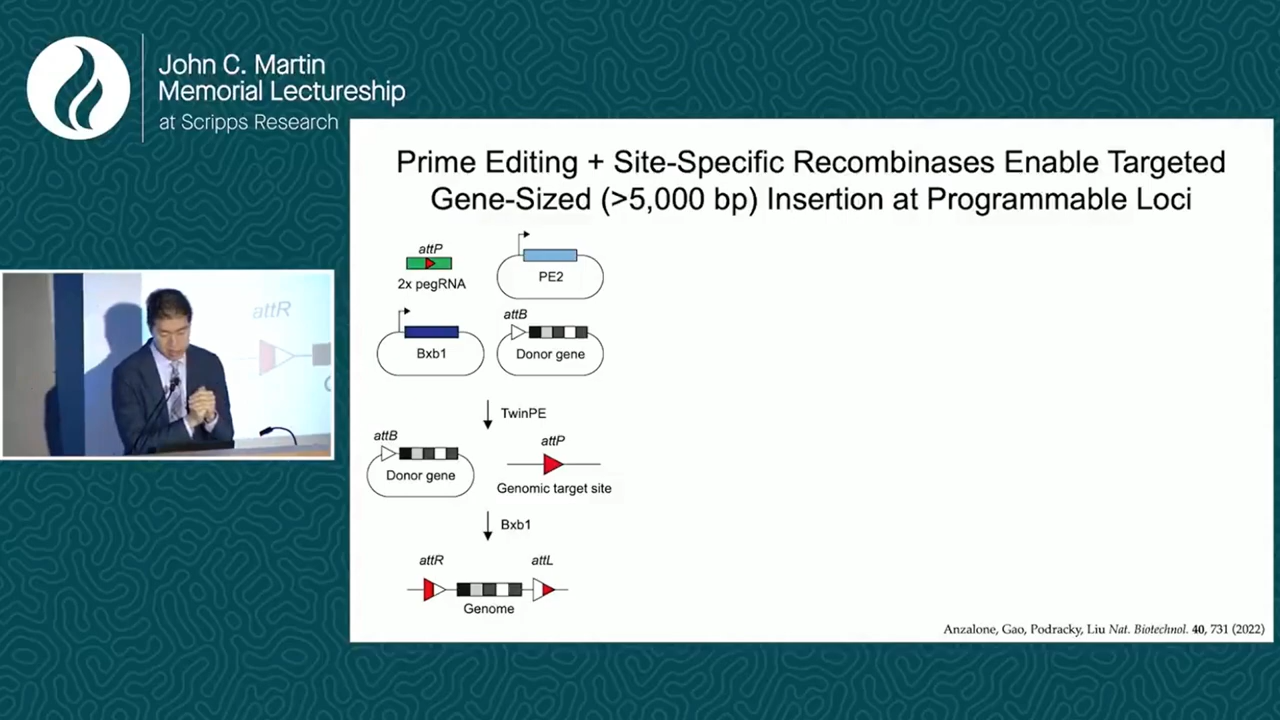 John C. Martin
Memorial Lectureship
at Scripps Research
Prime Editing + Site-Specific Recombinases Enable Targeted
Gene-Sized (>5,000 bp) Insertion at Programmable Loci
attP
2x pegRNA
PE2
Bxb1
attB
Donor gene
TwinPE
attB
Donor gene
attP
Genomic target site
Bxb1
attR
attL
Genome
attR
Anzalone, Gao, Podracky, Liu Nat. Biotechnol. 40, 731 (2022)